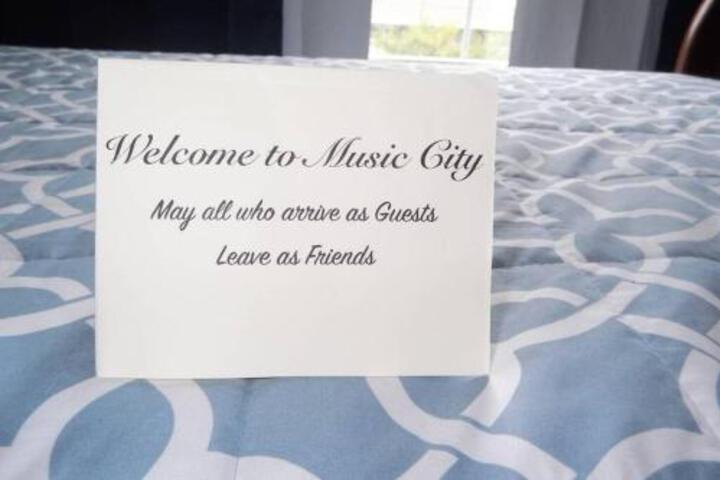 Welcome to Music City
May all who arrive as Guests
Leave as Friends